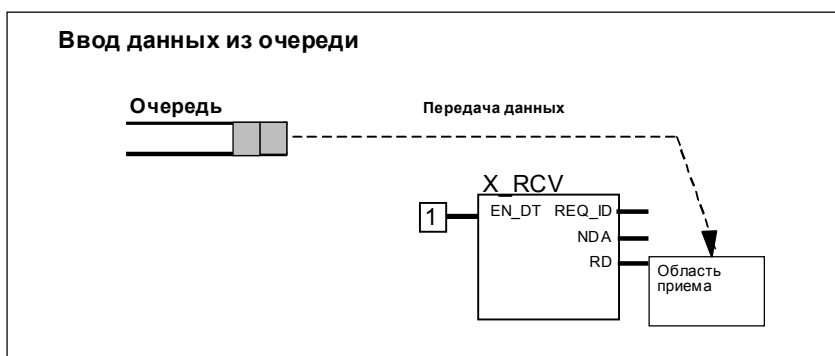 Ввод данных из очереди
Очередь
Передача данных
X_RCV
1
EN_DT REQ_ID
NDA
RD
Область
приема